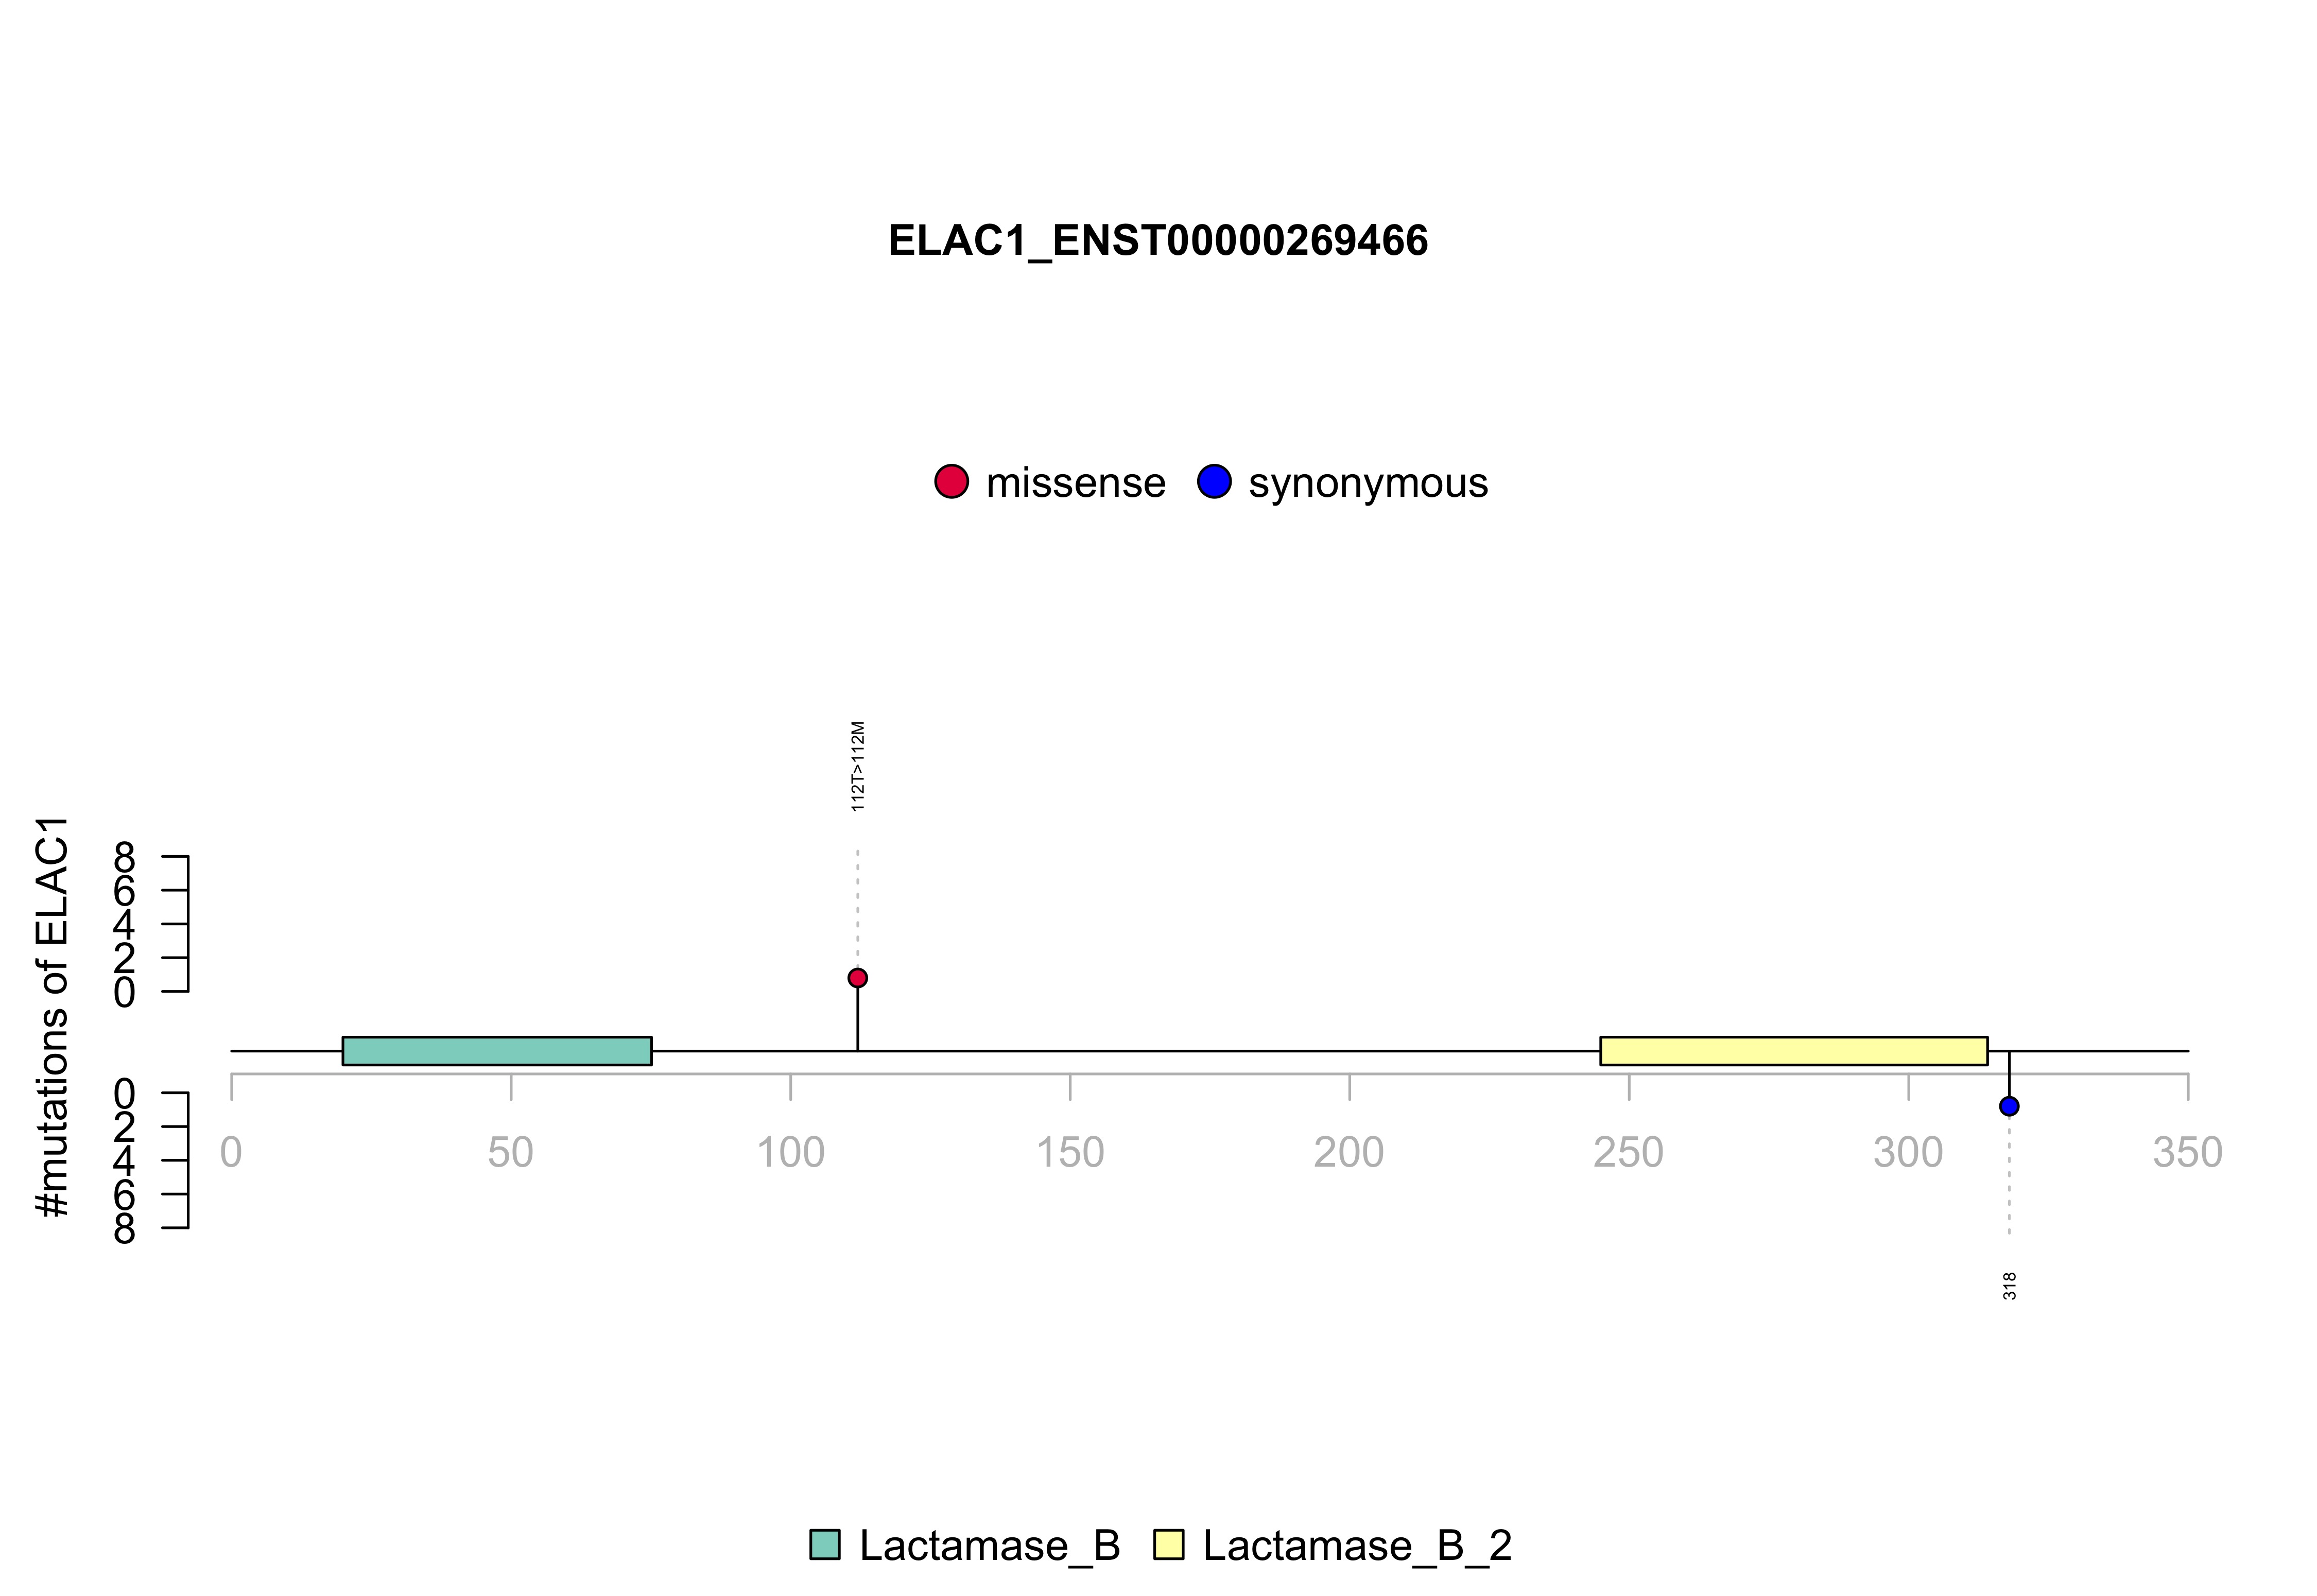 ELAC1_ENST00000269466
missense synonymous
112T>112M
#mutations of ELAC1
8
6
4
2
0
0
2
4
6
8
0 50 100 150 200 250 300 350
318
Lactamase_B Lactamase_B_2